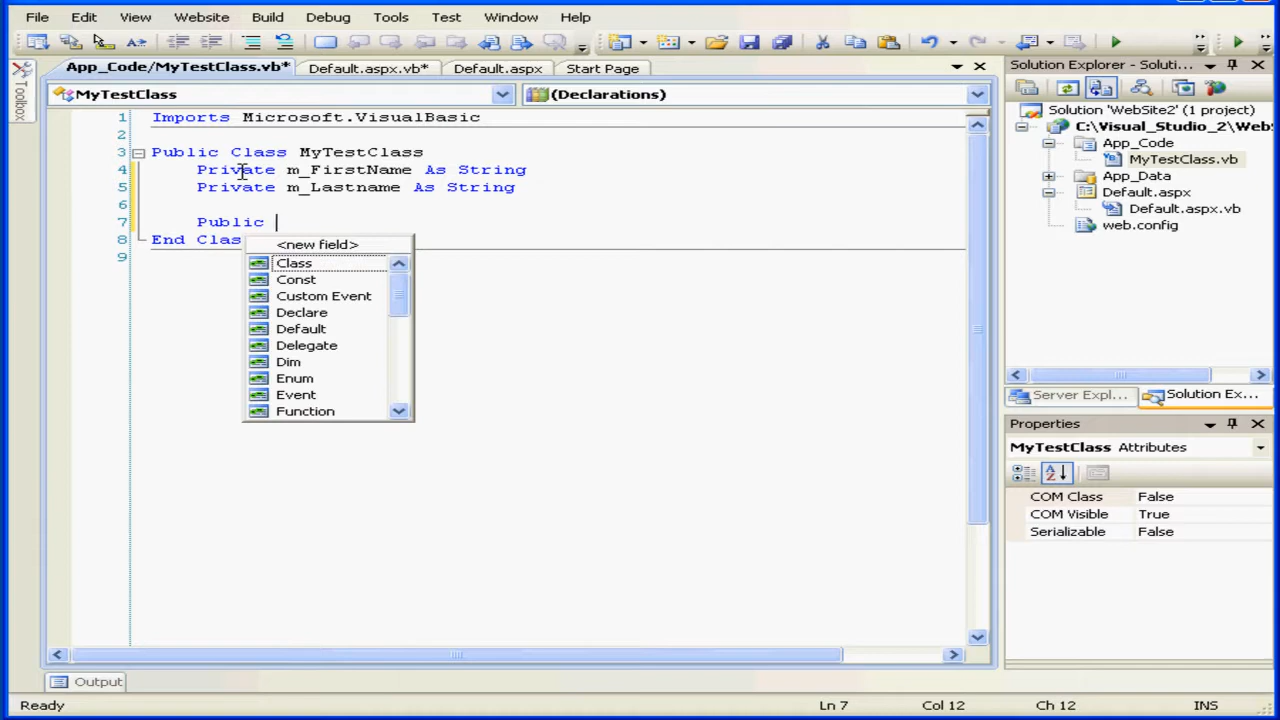 File Edit View Website Build Debug Tools Test Window Help
App_Code/MyTestClass.vb* Default.aspx.vb* Default.aspx Start Page
MyTestClass (Declarations)
Toolbox
1 Imports Microsoft.VisualBasic
2
3 Public Class MyTestClass
4 Private m_FirstName As String
5 Private m_Lastname As String
6
7 Public
8 End Clas
9
<new field>
Class
Const
Custom Event
Declare
Default
Delegate
Dim
Enum
Event
Function
Solution Explorer - Soluti...
Solution 'WebSite2' (1 project)
C:\Visual_Studio_2\Web
App_Code
MyTestClass.vb
App_Data
Default.aspx
Default.aspx.vb
web.config
Server Expl... Solution Ex...
Properties
MyTestClass Attributes
COM Class False
COM Visible True
Serializable False
Output
Ready Ln 7 Col 12 Ch 12 INS